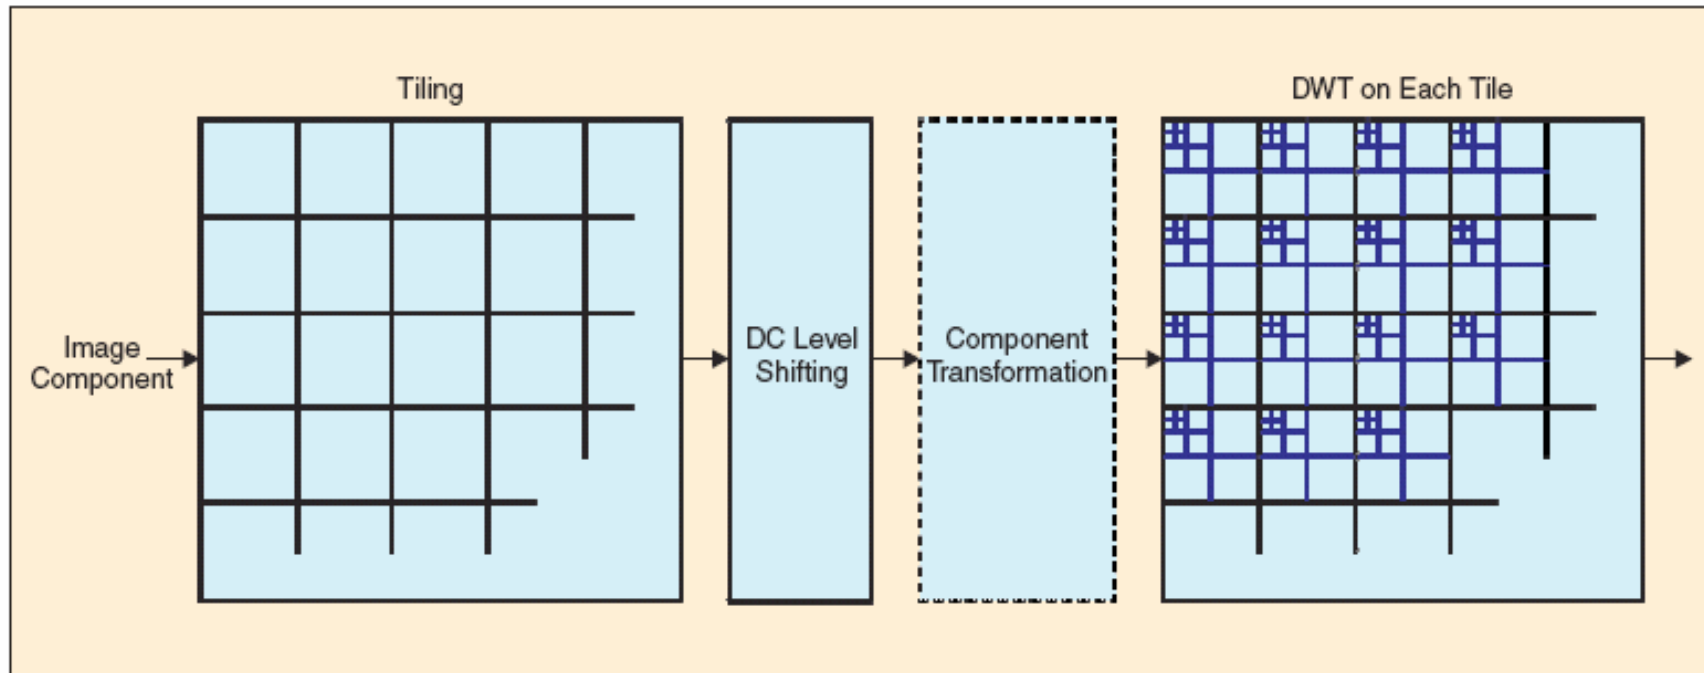 Tiling
DWT on Each Tile
Image
Component
DC Level
Shifting
Component
Transformation